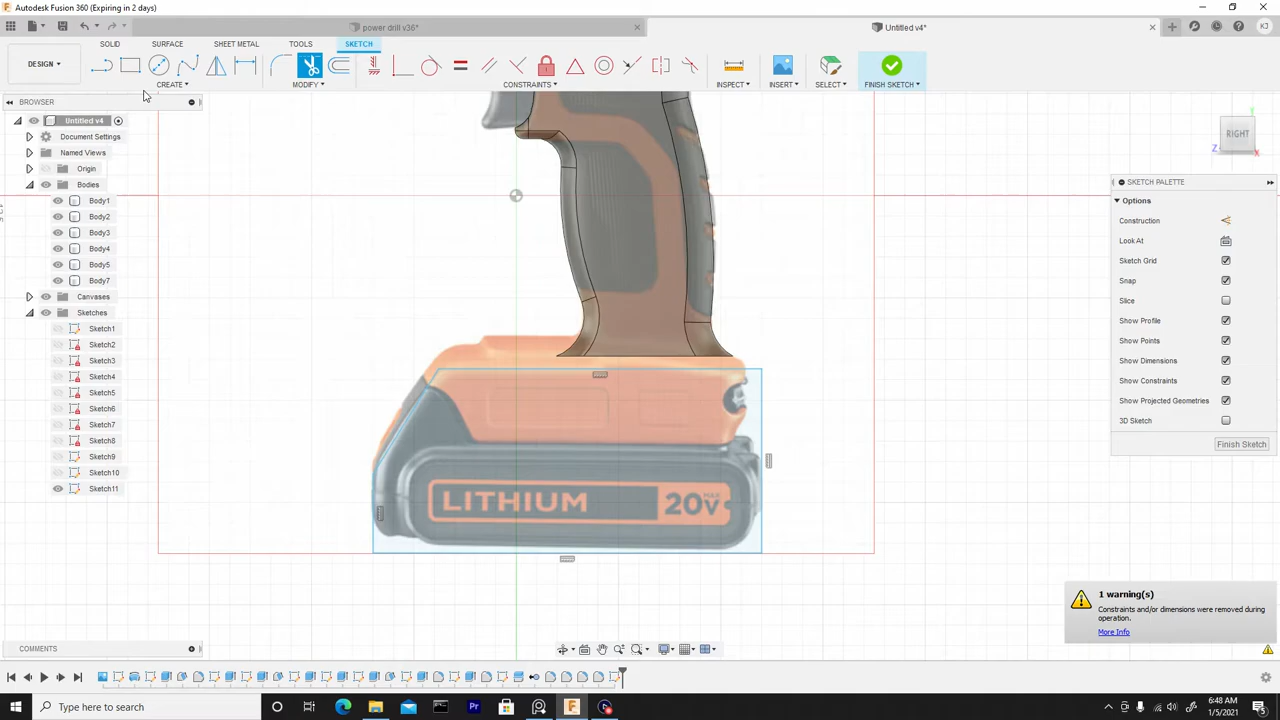 Autodesk Fusion 360 (Expiring in 2 days)
power drill v36*
Untitled v4*
KJ
DESIGN
SOLID
SURFACE
SHEET METAL
TOOLS
SKETCH
CREATE
MODIFY
CONSTRAINTS
INSPECT
INSERT
SELECT
FINISH SKETCH
BROWSER
Untitled v4
Document Settings
Named Views
Origin
Bodies
Body1
Body2
Body3
Body4
Body5
Body7
Canvases
Sketches
Sketch1
Sketch2
Sketch3
Sketch4
Sketch5
Sketch6
Sketch7
Sketch8
Sketch9
Sketch10
Sketch11
LITHIUM
20V MAX
RIGHT
Y
Z
X
SKETCH PALETTE
Options
Construction
Look At
Sketch Grid
Snap
Slice
Show Profile
Show Points
Show Dimensions
Show Constraints
Show Projected Geometries
3D Sketch
Finish Sketch
1 warning(s)
Constraints and/or dimensions were removed during
operation.
More Info
COMMENTS
Type here to search
6:48 AM
1/5/2021